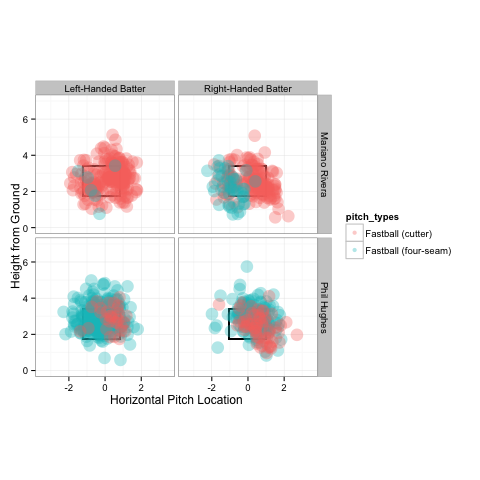 Left-Handed Batter
Right-Handed Batter
6
4
2
0
Mariano Rivera
6
4
2
0
Phil Hughes
-2
0
2
-2
0
2
Height from Ground
Horizontal Pitch Location
pitch_types
Fastball (cutter)
Fastball (four-seam)